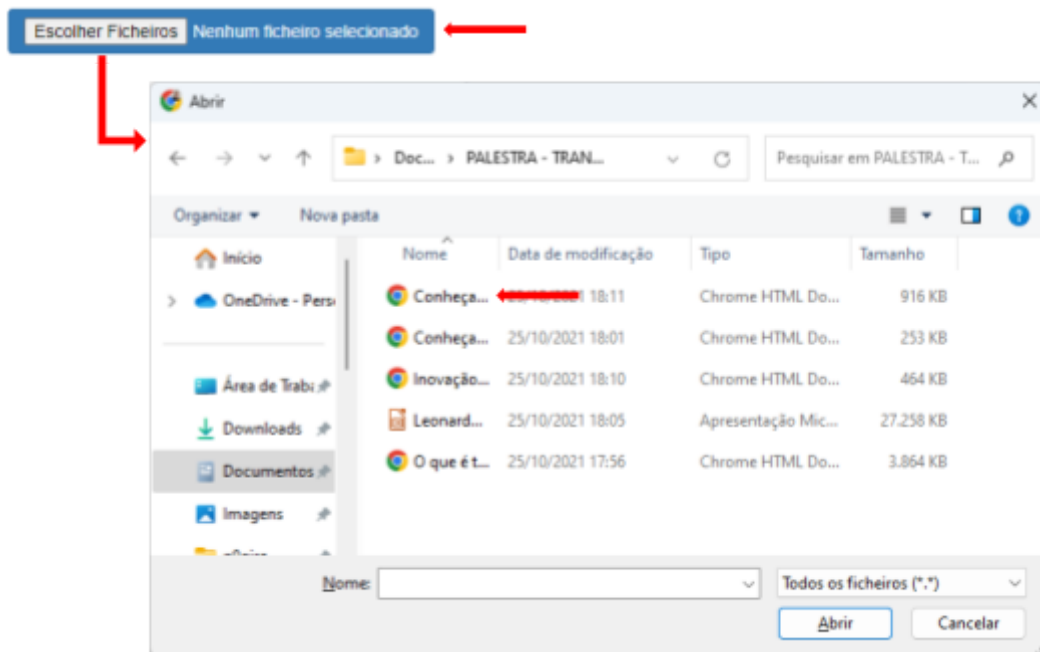 Escolher Ficheiros Nenhum ficheiro selecionado
Abrir
Doc... > PALESTRA - TRAN...
Pesquisar em PALESTRA - T...
Organizar
Nova pasta
Início
OneDrive - Perso
Área de Traba
Downloads
Documentos
Imagens
Nome Data de modificação Tipo Tamanho
Conheça... 18:11 Chrome HTML Do... 916 KB
Conheça... 25/10/2021 18:01 Chrome HTML Do... 253 KB
Inovação... 25/10/2021 18:10 Chrome HTML Do... 464 KB
Leonard... 25/10/2021 18:05 Apresentação Mic... 27.258 KB
O que é t... 25/10/2021 17:56 Chrome HTML Do... 3.864 KB
Nome:
Todos os ficheiros (*.*)
Abrir
Cancelar